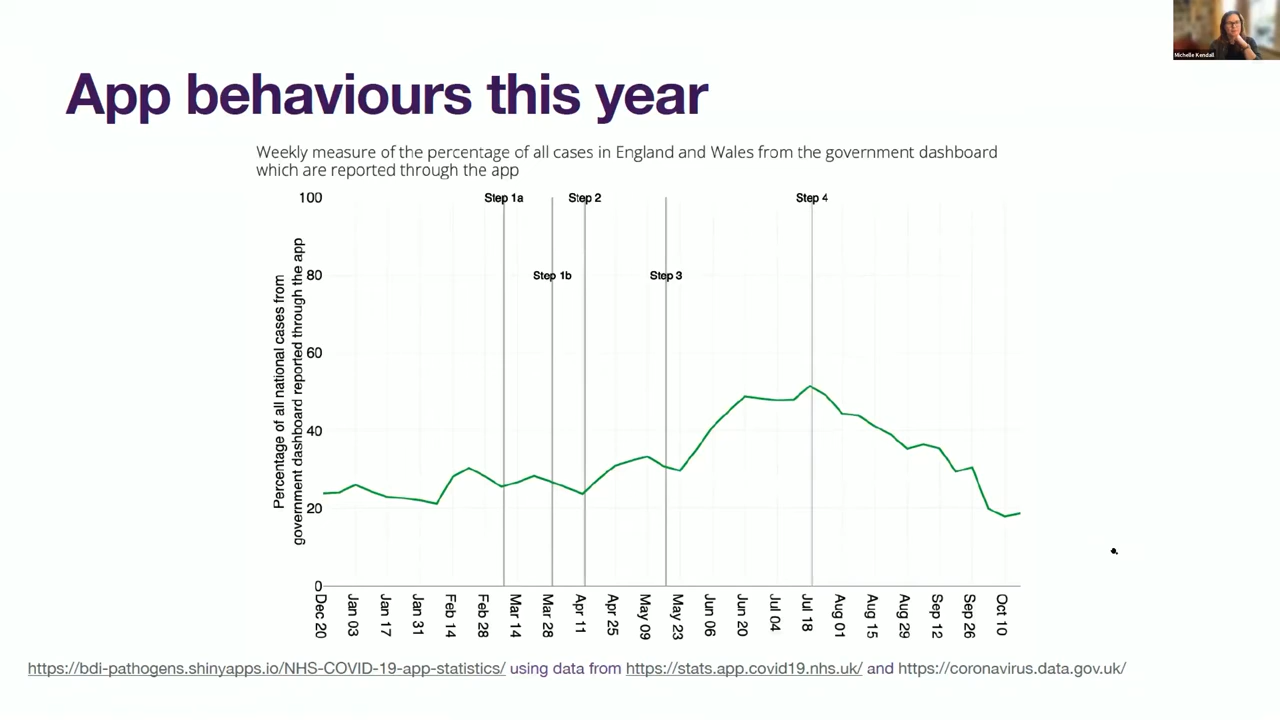 Michelle Kendall
App behaviours this year
Weekly measure of the percentage of all cases in England and Wales from the government dashboard
which are reported through the app
Percentage of all national cases from
government dashboard reported through the app
100
80
60
40
20
0
Step 1a
Step 2
Step 4
Step 1b
Step 3
Dec 20
Jan 03
Jan 17
Jan 31
Feb 14
Feb 28
Mar 14
Mar 28
Apr 11
Apr 25
May 09
May 23
Jun 06
Jun 20
Jul 04
Jul 18
Aug 01
Aug 15
Aug 29
Sep 12
Sep 26
Oct 10
https://bdi-pathogens.shinyapps.io/NHS-COVID-19-app-statistics/ using data from https://stats.app.covid19.nhs.uk/ and https://coronavirus.data.gov.uk/